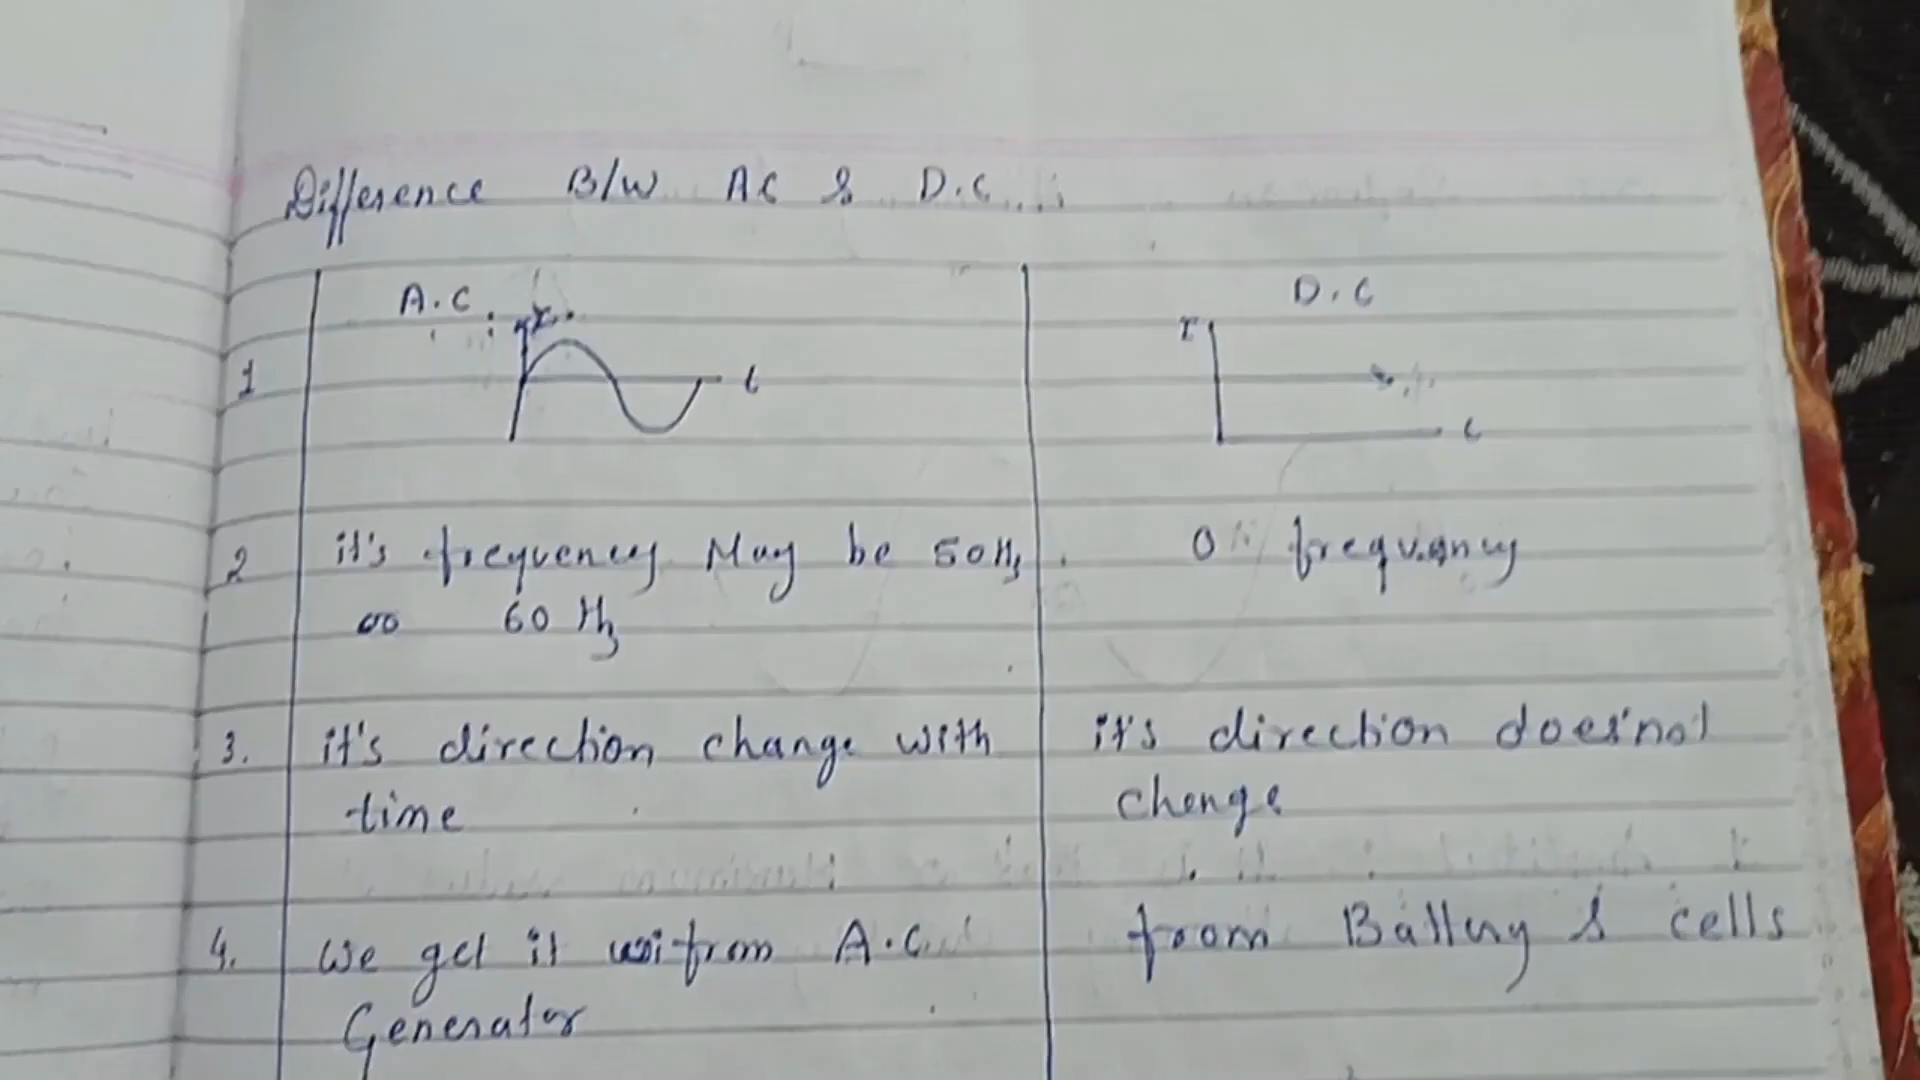 Difference B/W AC & D.C
A.C
D.C
I
I
1
t
t
2 it's frequency May be 50Hz
0 frequency
or 60 Hz
3. it's direction change with
it's direction does'not
time
change
4. We get it from A.C
from Battery & cells
Generator